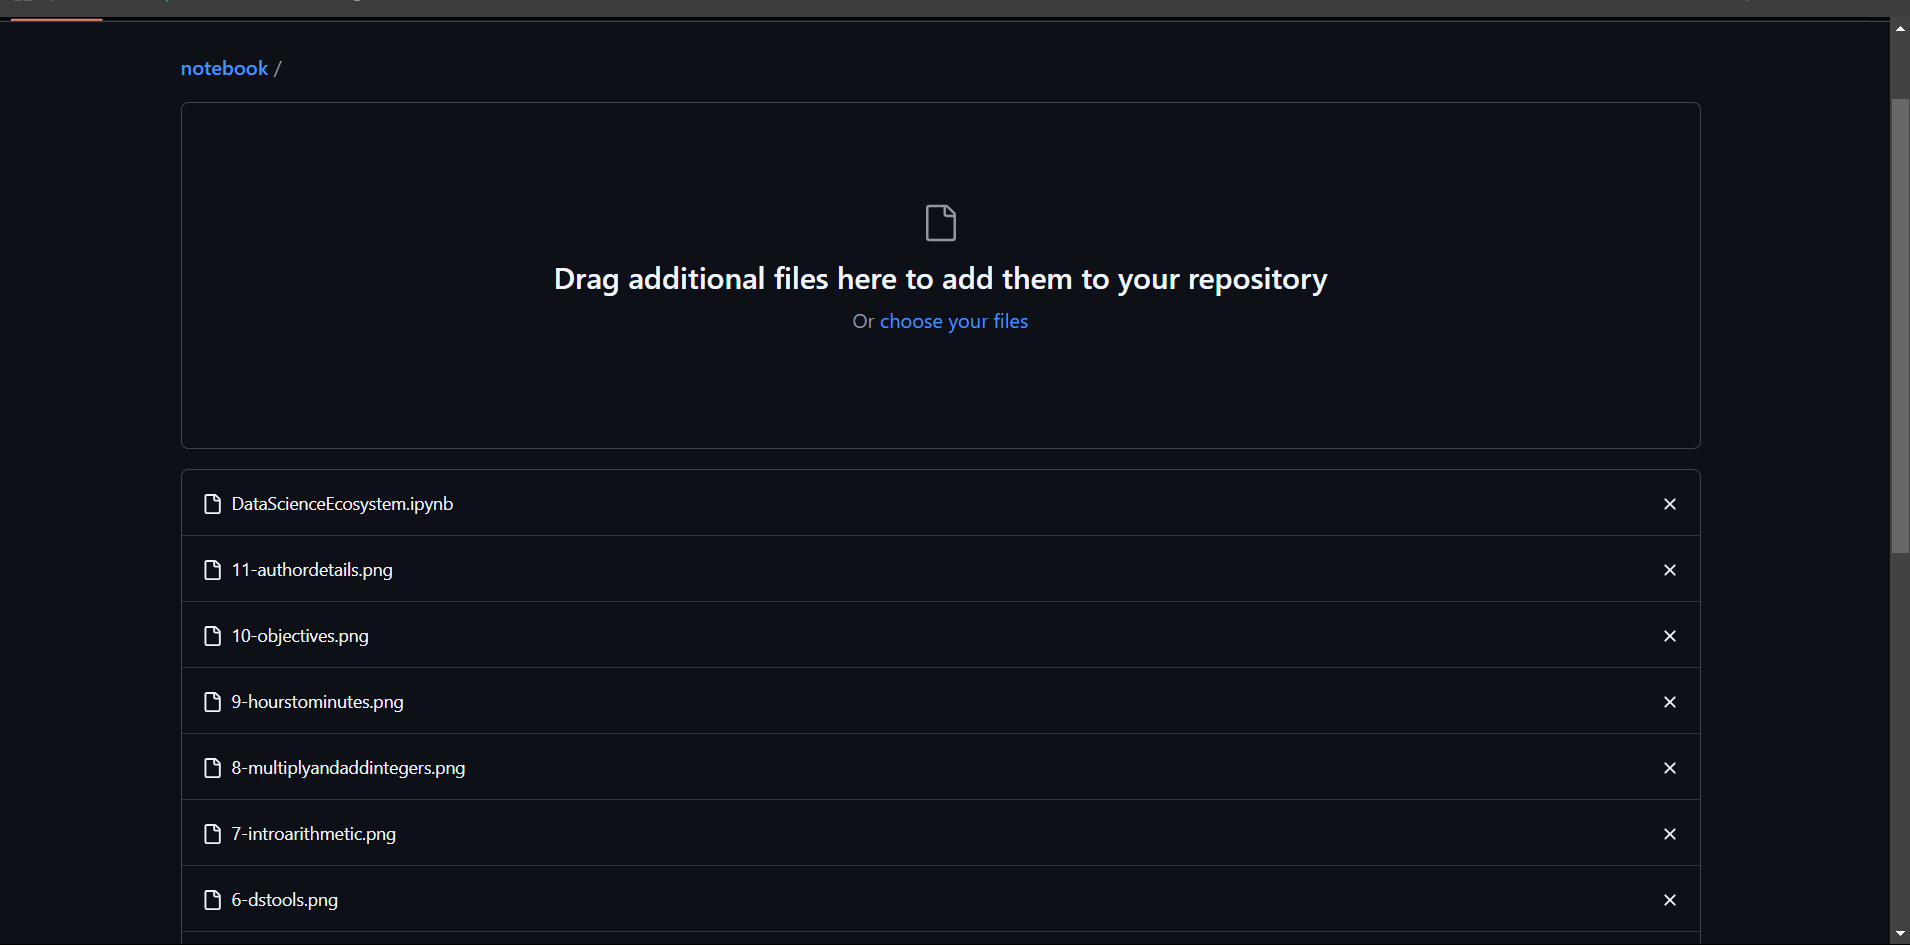 notebook /
Drag additional files here to add them to your repository
Or choose your files
DataScienceEcosystem.ipynb
11-authordetails.png
10-objectives.png
9-hourstominutes.png
8-multiplyandaddintegers.png
7-introarithmetic.png
6-dstools.png